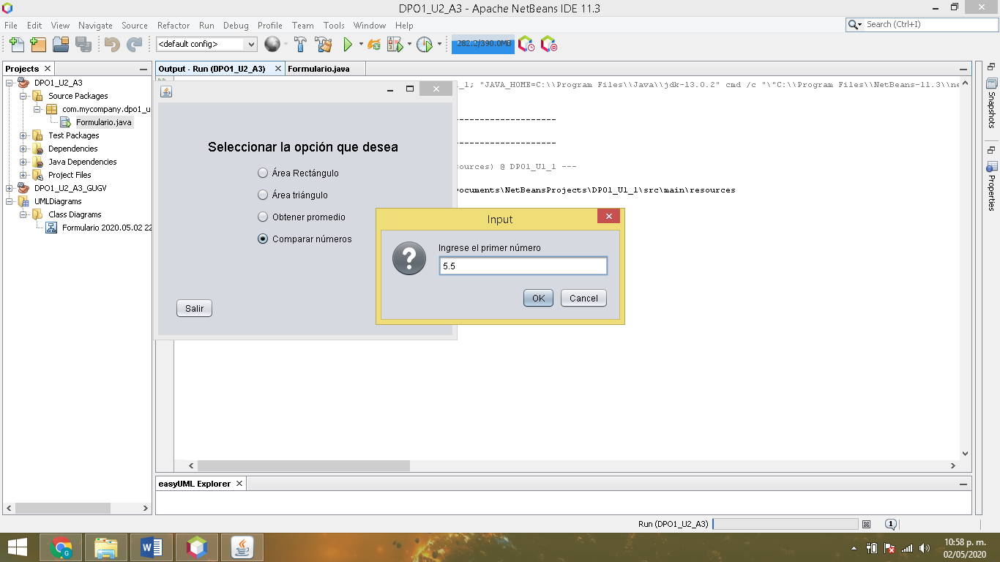 DPO1_U2_A3 - Apache NetBeans IDE 11.3
File Edit View Navigate Source Refactor Run Debug Profile Team Tools Window Help
Search (Ctrl+I)
<default config>
282.2/390.0MB
Projects
DPO1_U2_A3
Source Packages
com.mycompany.dpo1_u
Formulario.java
Test Packages
Dependencies
Java Dependencies
Project Files
DPO1_U2_A3_GUGV
UMLDiagrams
Class Diagrams
Formulario 2020.05.02 22
Output - Run (DPO1_U2_A3)
Formulario.java
_1; "JAVA_HOME=C:\\Program Files\\Java\\jdk-13.0.2" cmd /c "\"C:\\Program Files\\NetBeans-11.3\\ne
--------------------
--------------------
sources) @ DPO1_U1_1 ---
Documents\NetBeansProjects\DPO1_U1_1\src\main\resources
Seleccionar la opción que desea
Área Rectángulo
Área triángulo
Obtener promedio
Comparar números
Salir
Input
Ingrese el primer número
5.5
OK Cancel
Snapshots
Properties
easyUML Explorer
Run (DPO1_U2_A3)
1
10:58 p. m.
02/05/2020